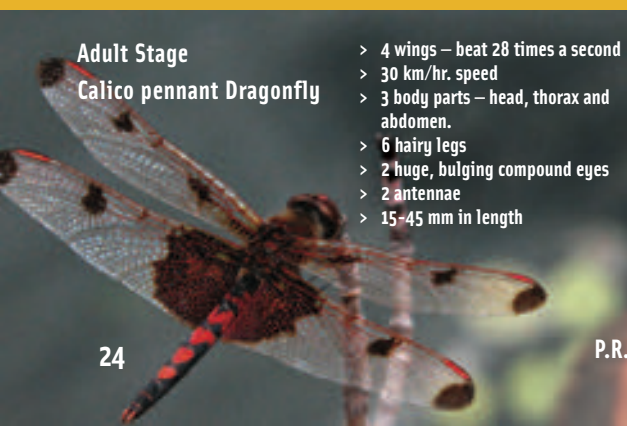 Adult Stage
Calico pennant Dragonfly
> 4 wings – beat 28 times a second
> 30 km/hr. speed
> 3 body parts – head, thorax and
abdomen.
> 6 hairy legs
> 2 huge, bulging compound eyes
> 2 antennae
> 15-45 mm in length
24
P.R.